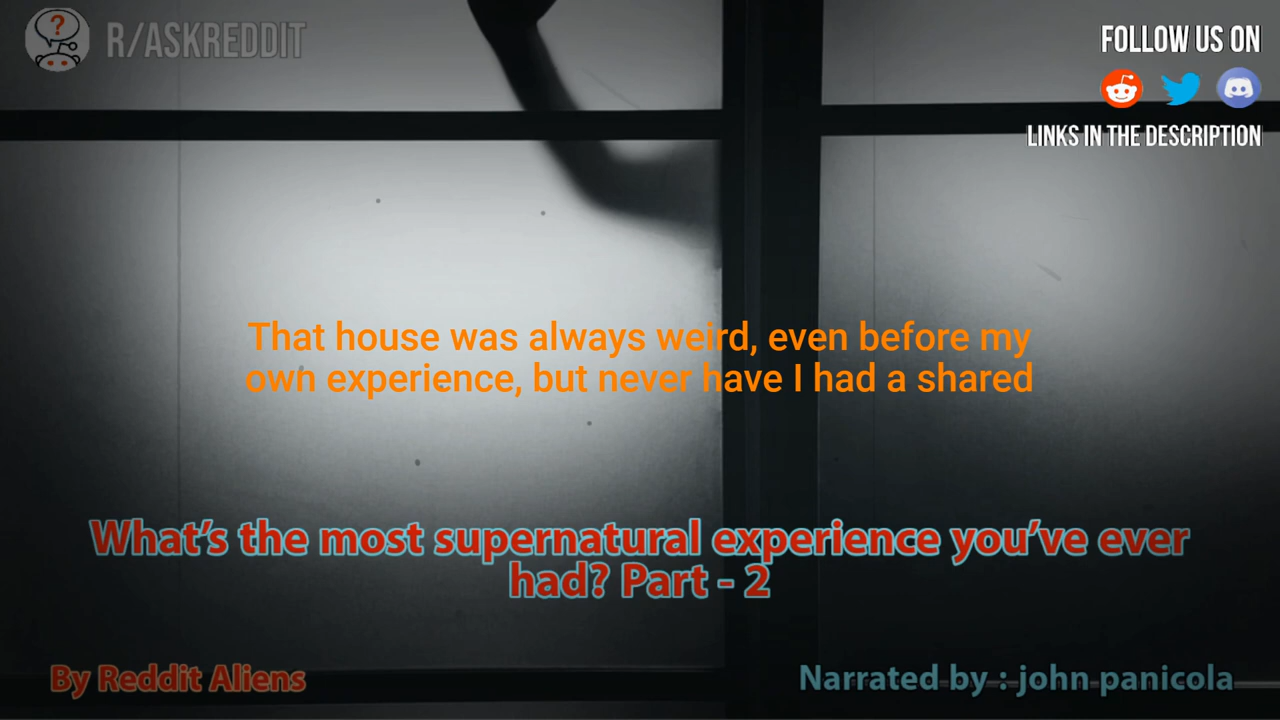 ?
R/ASKREDDIT
FOLLOW US ON
LINKS IN THE DESCRIPTION
That house was always weird, even before my
own experience, but never have I had a shared
What's the most supernatural experience you've ever
had? Part - 2
By Reddit Aliens
Narrated by : john panicola